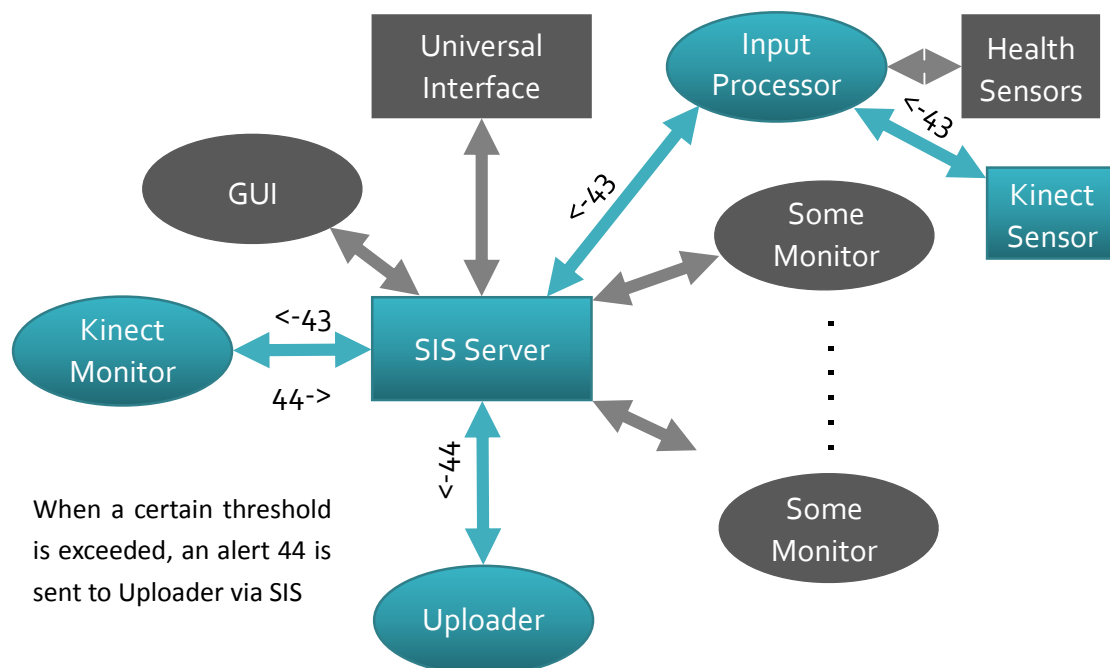 Universal
Interface
Input
Processor
Health
Sensors
<-43
<-43
GUI
Some
Monitor
Kinect
Sensor
<-43
Kinect
Monitor
SIS Server
44->
<-44
When a certain threshold
is exceeded, an alert 44 is
sent to Uploader via SIS
Some
Monitor
Uploader